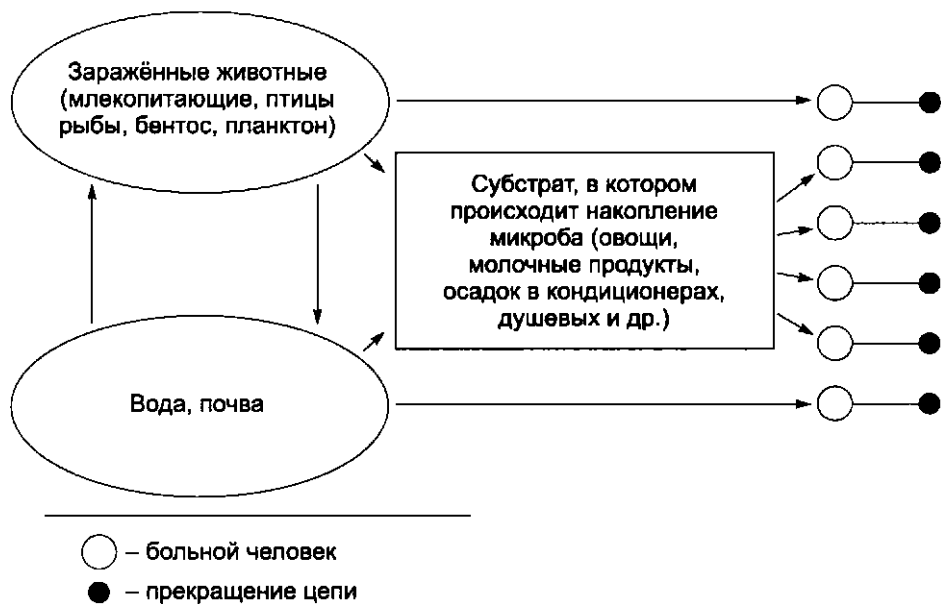 Заражённые животные
(млекопитающие, птицы
рыбы, бентос, планктон)
Субстрат, в котором
происходит накопление
микроба (овощи,
молочные продукты,
осадок в кондиционерах,
душевых и др.)
Вода, почва
– больной человек
– прекращение цепи